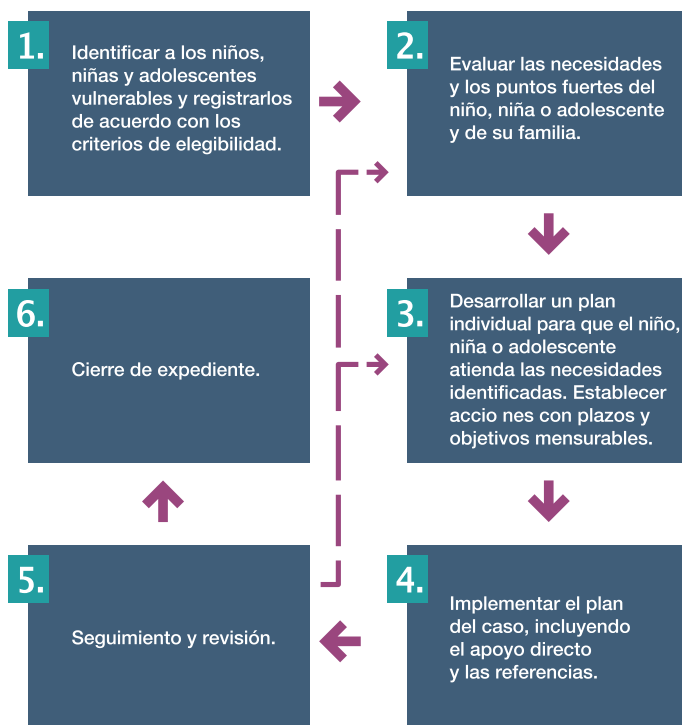 1.
Identificar a los niños,
niñas y adolescentes
vulnerables y registrarlos
de acuerdo con los
criterios de elegibilidad.
2.
Evaluar las necesidades
y los puntos fuertes del
niño, niña o adolescente
y de su familia.
3.
Desarrollar un plan
individual para que el niño,
niña o adolescente
atienda las necesidades
identificadas. Establecer
accio nes con plazos y
objetivos mensurables.
4.
Implementar el plan
del caso, incluyendo
el apoyo directo
y las referencias.
5.
Seguimiento y revisión.
6.
Cierre de expediente.